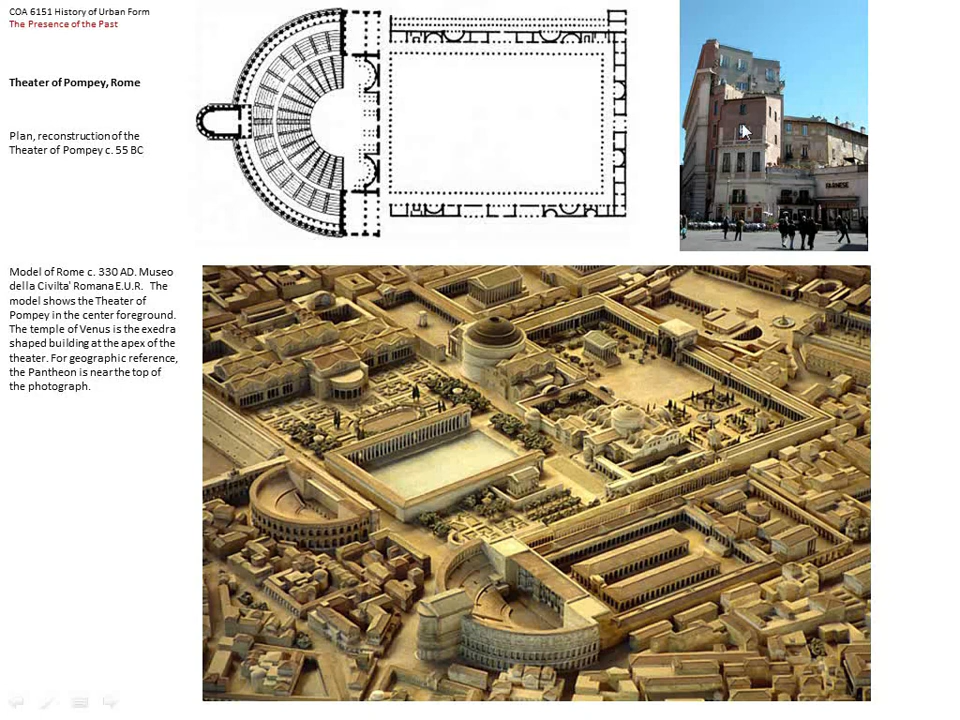 COA 6151 History of Urban Form
The Presence of the Past
Theater of Pompey, Rome
Plan, reconstruction of the
Theater of Pompey c. 55 BC
FARNESE
Model of Rome c. 330 AD. Museo
della Civilta' Romana E.U.R.  The
model shows the Theater of
Pompey in the center foreground.
The temple of Venus is the exedra
shaped building at the apex of the
theater. For geographic reference,
the Pantheon is near the top of
the photograph.